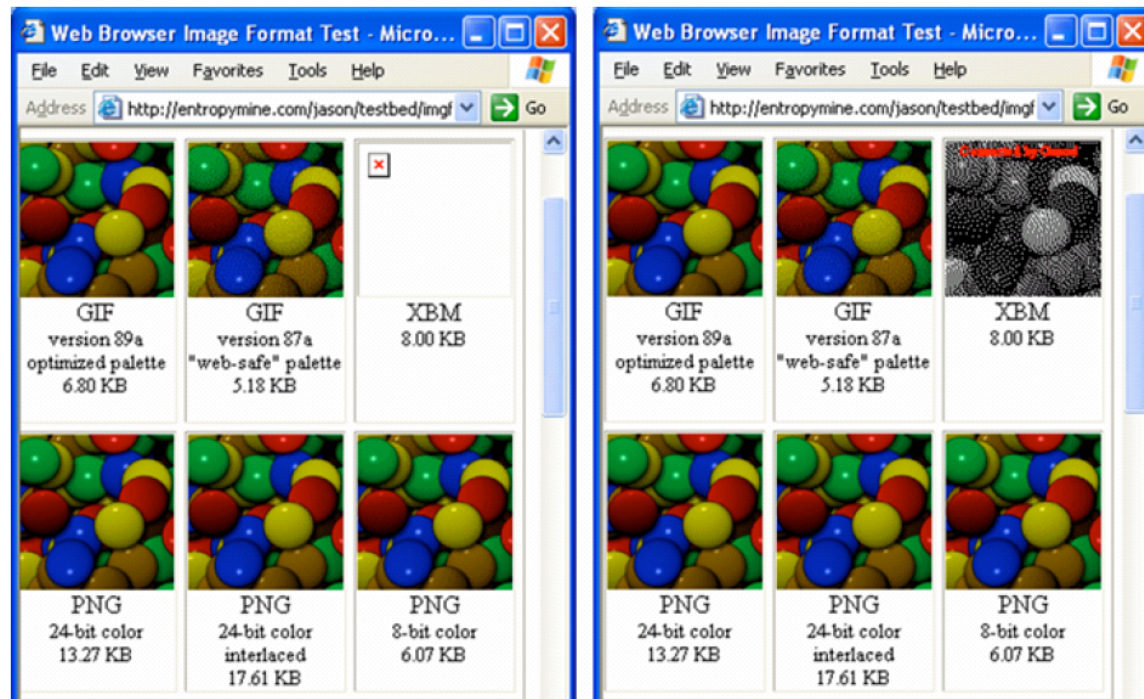 Web Browser Image Format Test - Micro...
File Edit View Favorites Tools Help
Address http://entropymine.com/jason/testbed/imgf Go
GIF
version 89a
optimized palette
6.80 KB
GIF
version 87a
"web-safe" palette
5.18 KB
XBM
8.00 KB
PNG
24-bit color
13.27 KB
PNG
24-bit color
interlaced
17.61 KB
PNG
8-bit color
6.07 KB
Web Browser Image Format Test - Micro...
File Edit View Favorites Tools Help
Address http://entropymine.com/jason/testbed/imgf Go
GIF
version 89a
optimized palette
6.80 KB
GIF
version 87a
"web-safe" palette
5.18 KB
by
XBM
8.00 KB
PNG
24-bit color
13.27 KB
PNG
24-bit color
interlaced
17.61 KB
PNG
8-bit color
6.07 KB